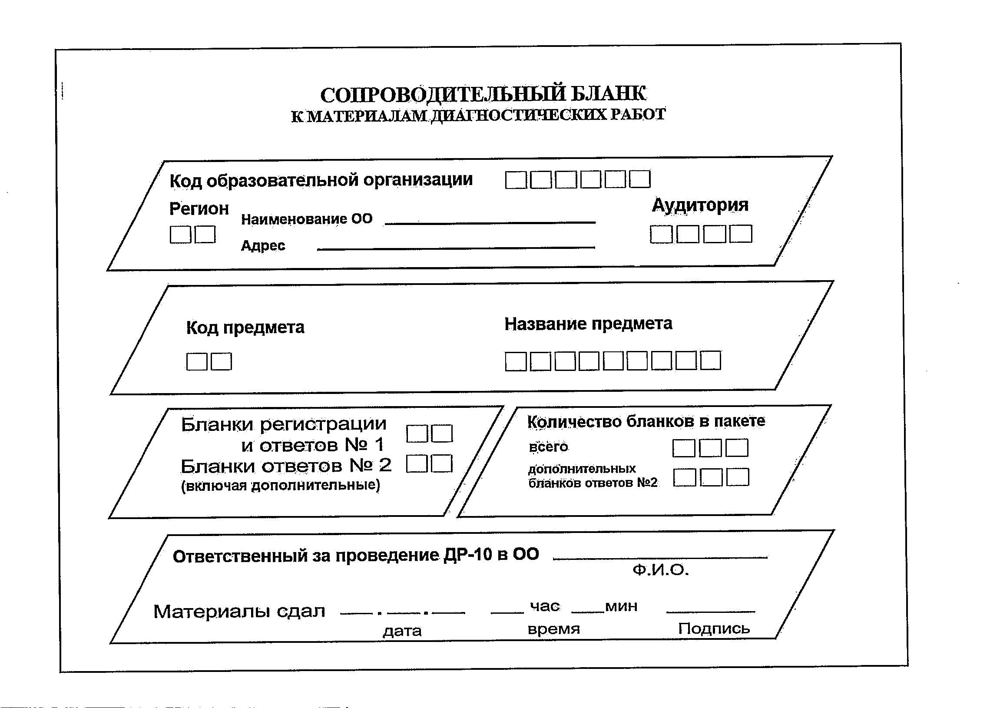 СОПРОВОДИТЕЛЬНЫЙ БЛАНК
К МАТЕРИАЛАМ ДИАГНОСТИЧЕСКИХ РАБОТ
Код образовательной организации
Регион
Наименование ОО
Аудитория
Адрес
Код предмета
Название предмета
Бланки регистрации
и ответов № 1
Бланки ответов № 2
(включая дополнительные)
Количество бланков в пакете
всего
дополнительных
бланков ответов №2
Ответственный за проведение ДР-10 в ОО
Ф.И.О.
Материалы сдал . . час мин
дата время Подпись